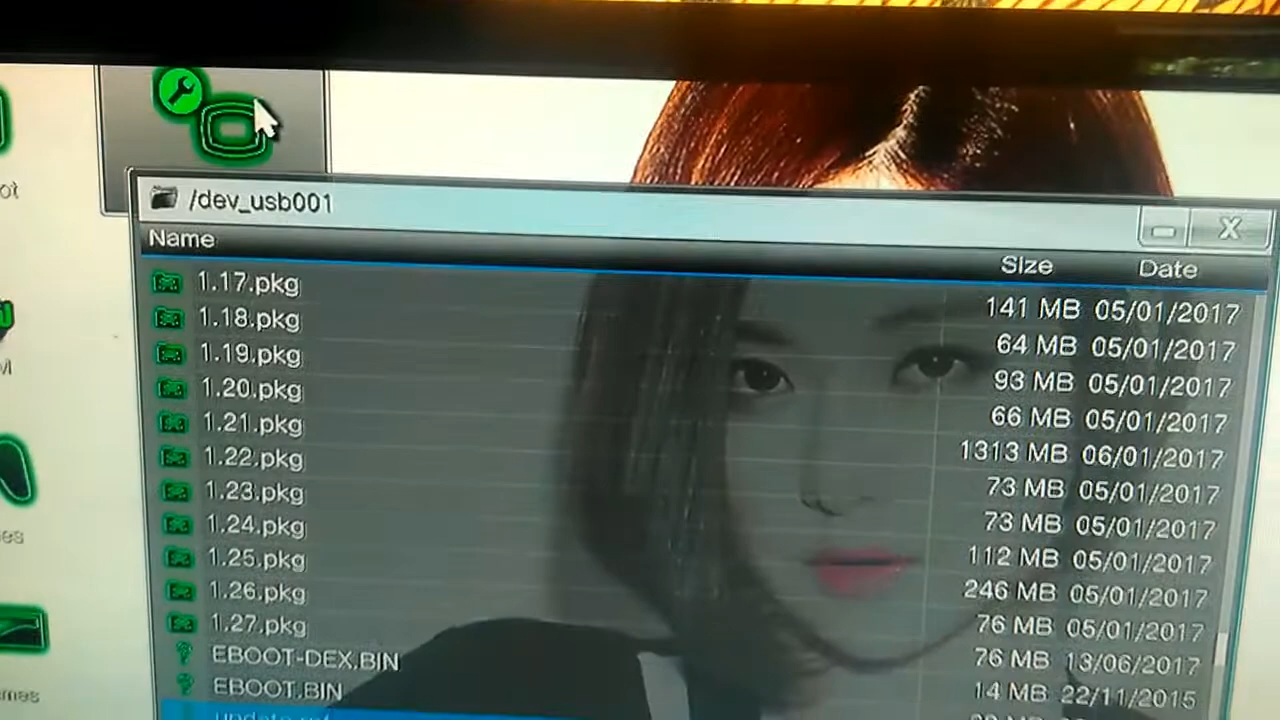 /dev_usb001
Name Size Date
1.17.pkg 141 MB 05/01/2017
1.18.pkg 64 MB 05/01/2017
1.19.pkg 93 MB 05/01/2017
1.20.pkg 66 MB 05/01/2017
1.21.pkg 1313 MB 06/01/2017
1.22.pkg 73 MB 05/01/2017
1.23.pkg 73 MB 05/01/2017
1.24.pkg 112 MB 05/01/2017
1.25.pkg 246 MB 05/01/2017
1.26.pkg 76 MB 05/01/2017
1.27.pkg 76 MB 13/06/2017
EBOOT-DEX.BIN 14 MB 22/11/2015
EBOOT.BIN